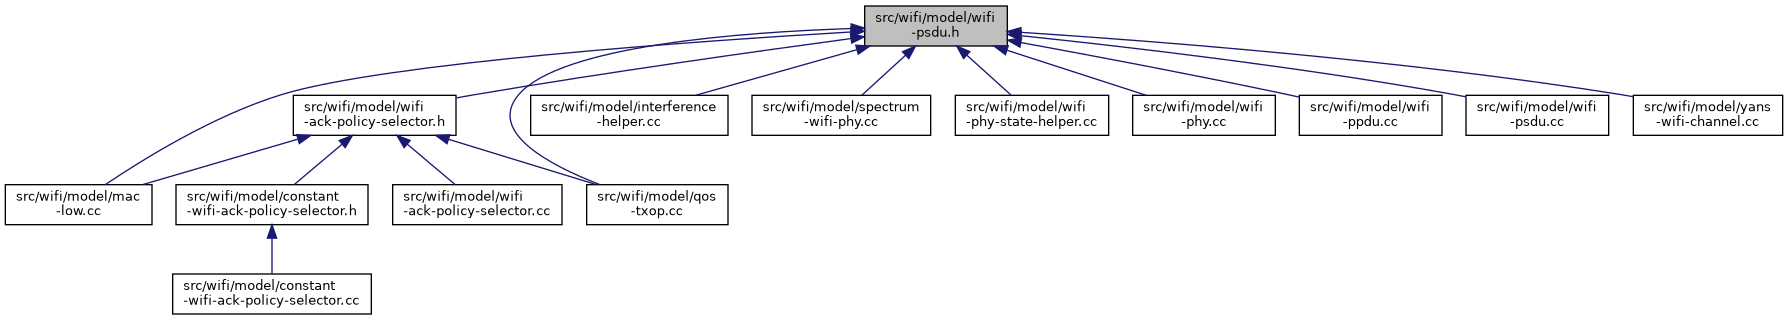 src/wifi/model/wifi
-psdu.h
src/wifi/model/wifi
-ack-policy-selector.h
src/wifi/model/interference
-helper.cc
src/wifi/model/spectrum
-wifi-phy.cc
src/wifi/model/wifi
-phy-state-helper.cc
src/wifi/model/wifi
-phy.cc
src/wifi/model/wifi
-ppdu.cc
src/wifi/model/wifi
-psdu.cc
src/wifi/model/yans
-wifi-channel.cc
src/wifi/model/mac
-low.cc
src/wifi/model/constant
-wifi-ack-policy-selector.h
src/wifi/model/wifi
-ack-policy-selector.cc
src/wifi/model/qos
-txop.cc
src/wifi/model/constant
-wifi-ack-policy-selector.cc